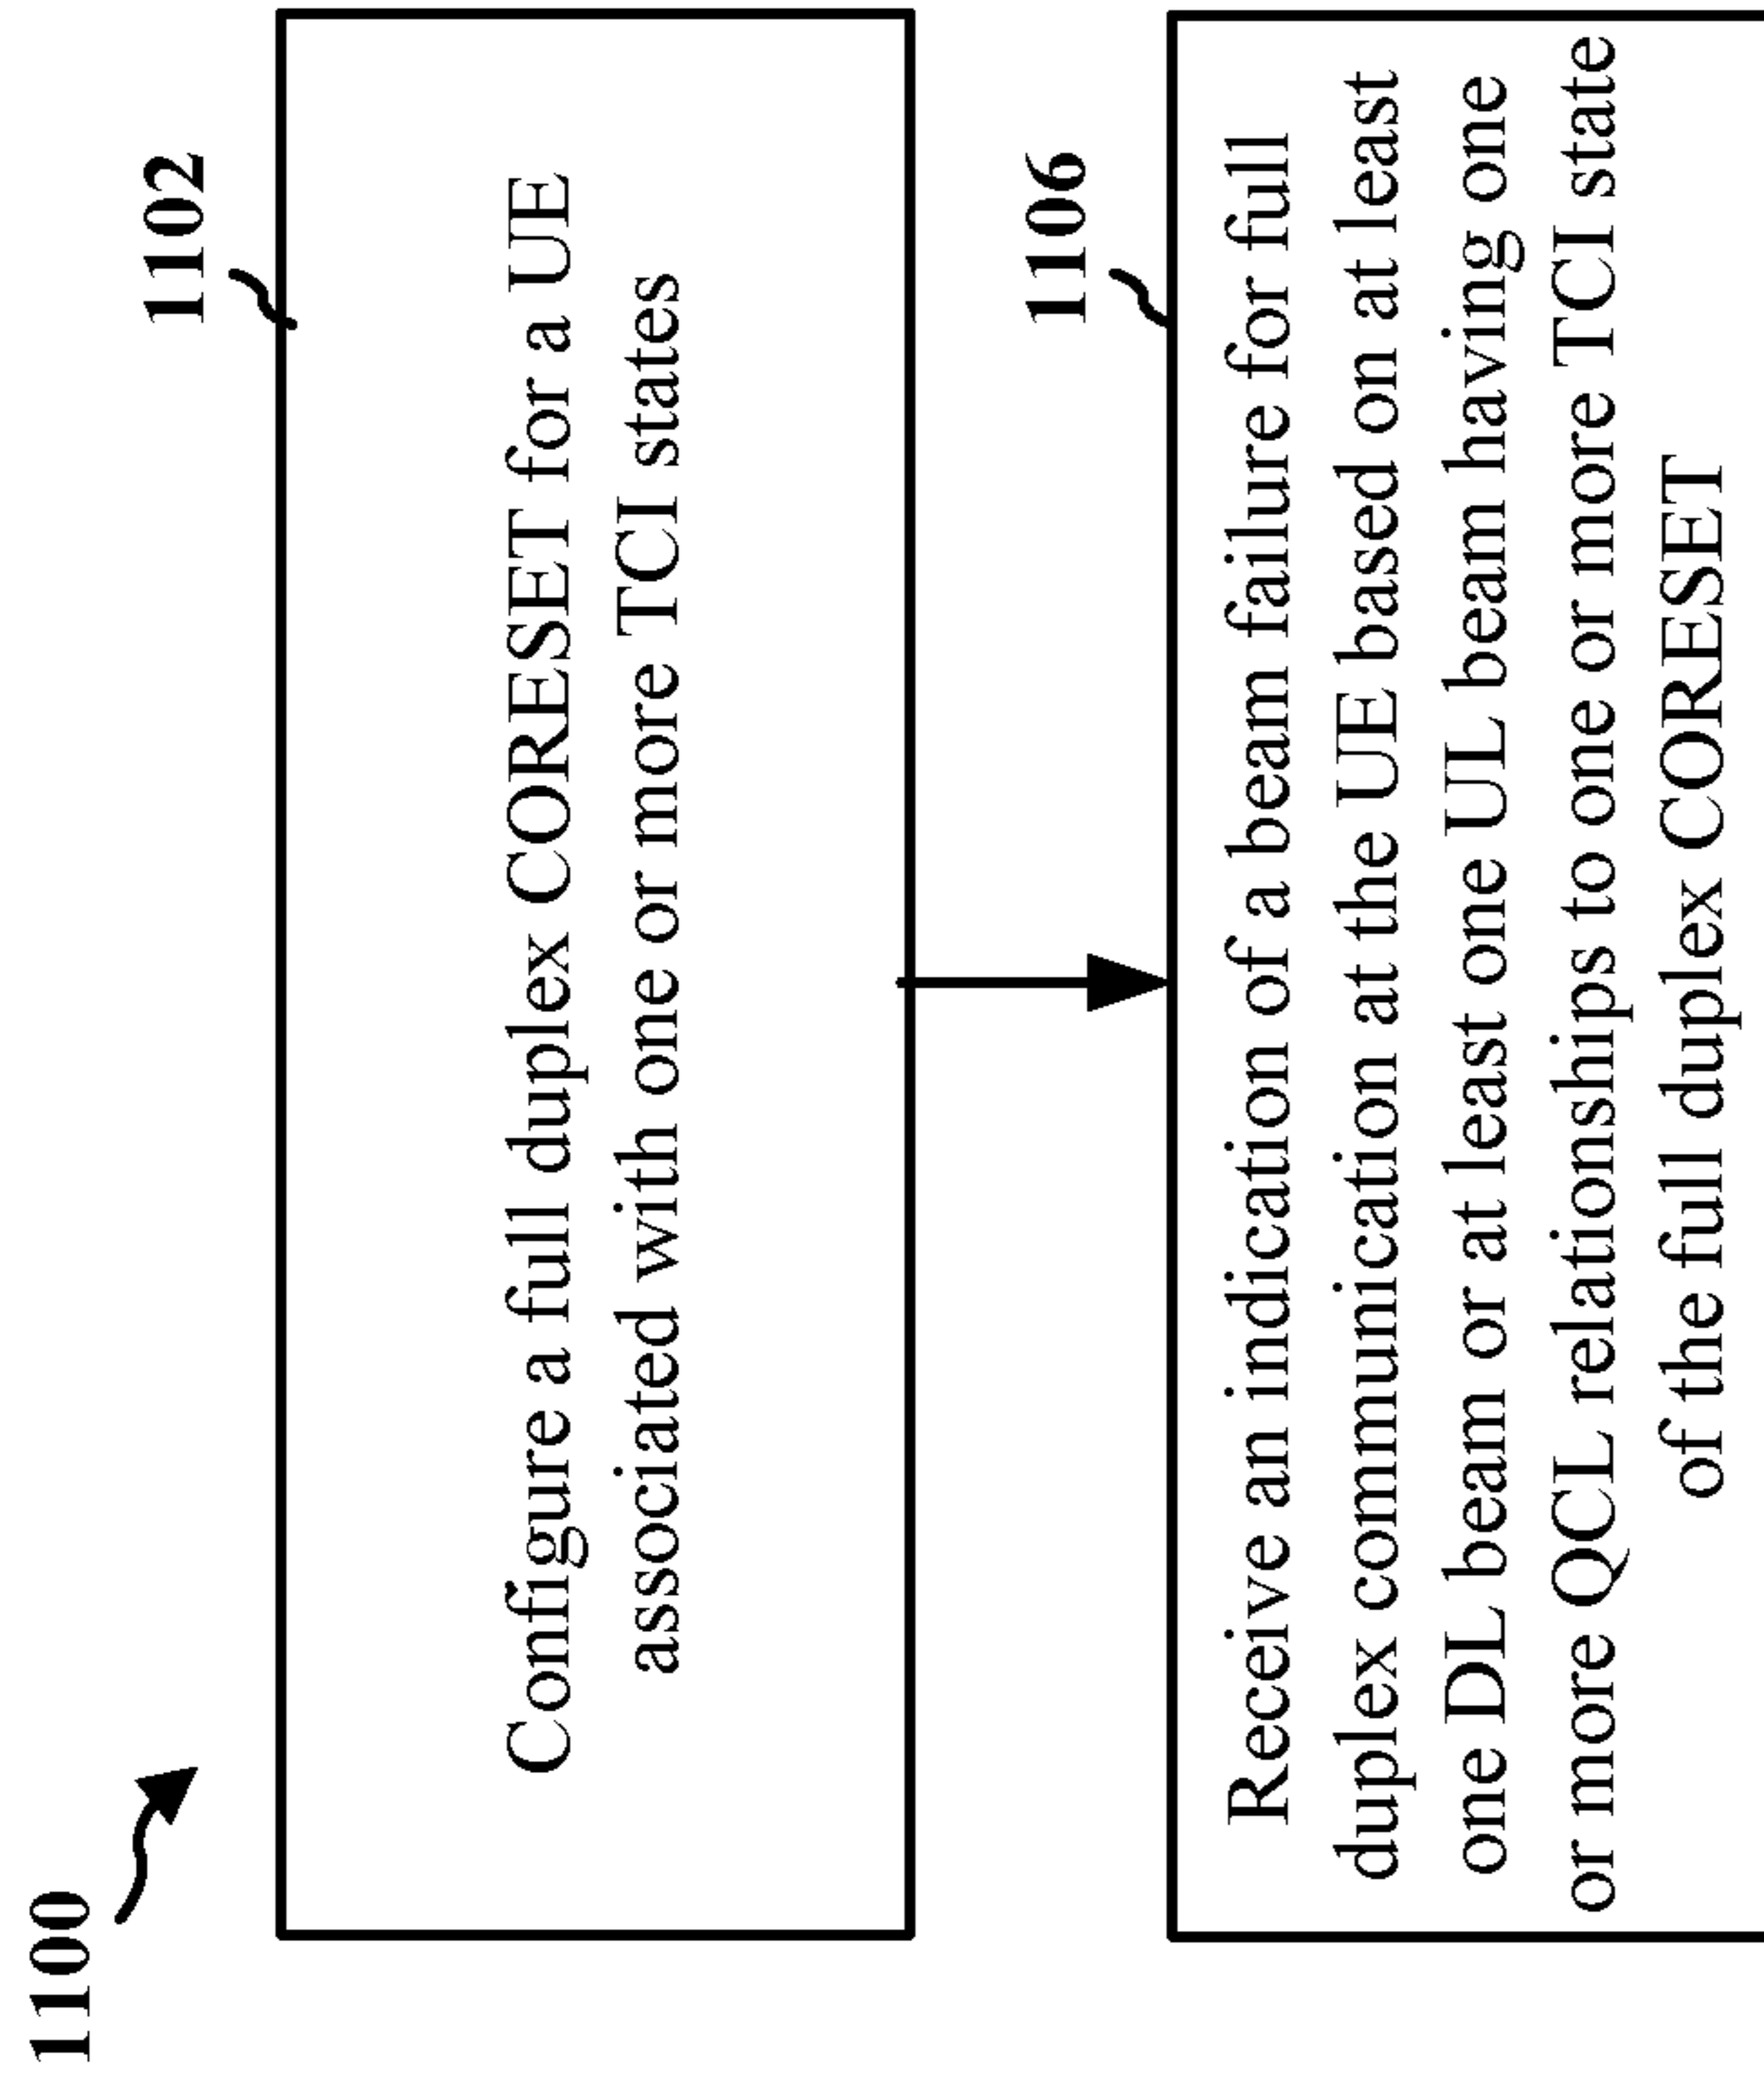 1100
1102
Configure a full duplex CORESET for a UE
associated with one or more TCI states
1106
Receive an indication of a beam failure for full
duplex communication at the UE based on at least
one DL beam or at least one UL beam having one
or more QCL relationships to one or more TCI state
of the full duplex CORESET